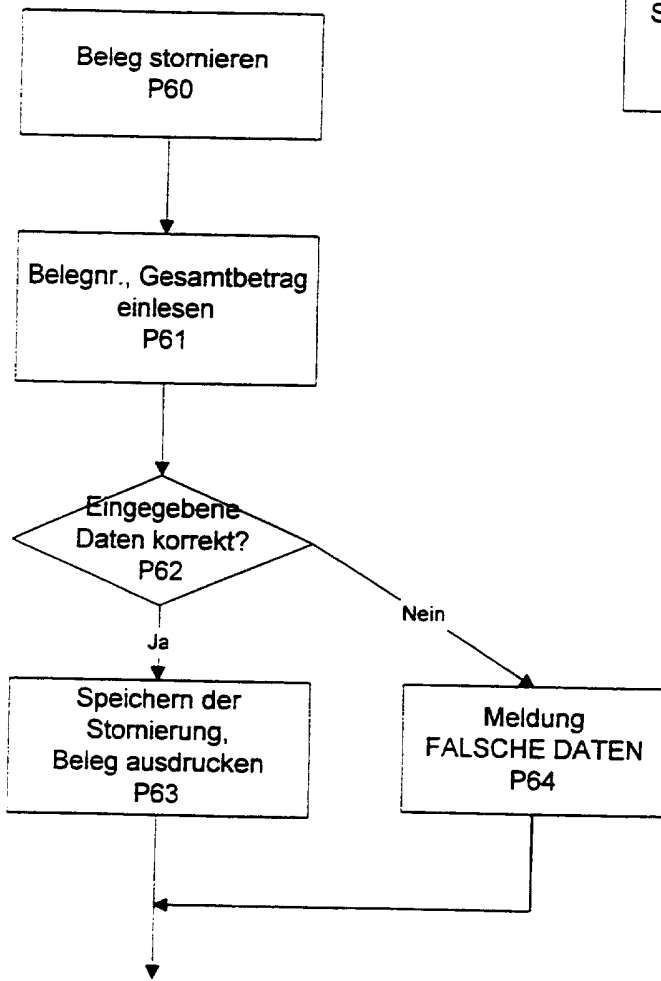 S
Beleg stornieren
P60
Belegnr., Gesamtbetrag
einlesen
P61
Eingegebene
Daten korrekt?
P62
Nein
Ja
Speichern der
Stornierung,
Beleg ausdrucken
P63
Meldung
FALSCHE DATEN
P64